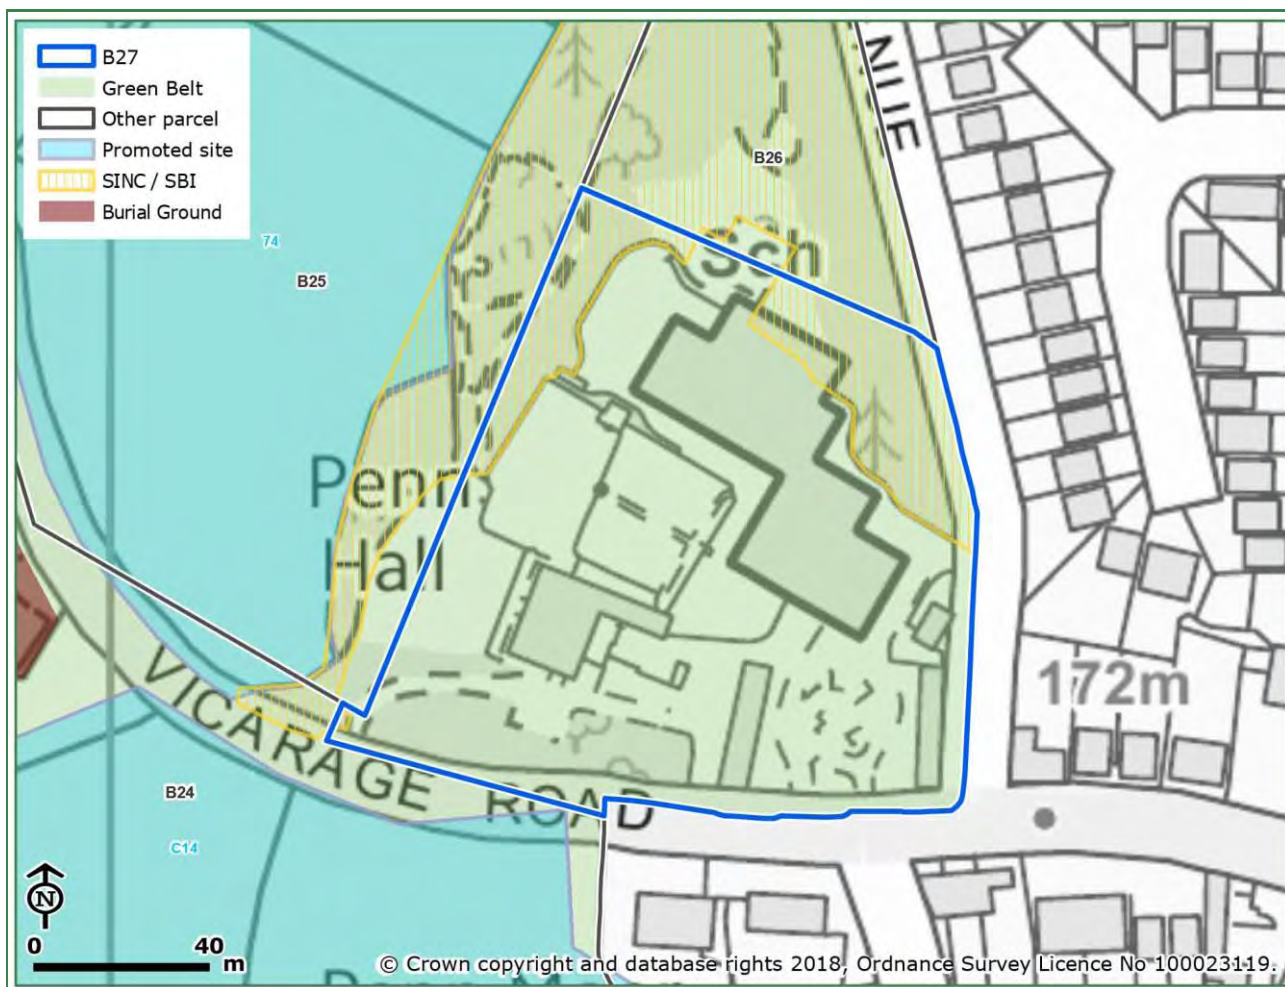 B27
Green Belt
Other parcel
Promoted site
SINC / SBI
Burial Ground
NUE
B26
Sch
74
B25
Penn
Hall
172m
VICARAGE ROAD
B24
C14
N
0 40
m
© Crown copyright and database rights 2018, Ordnance Survey Licence No 100023119.